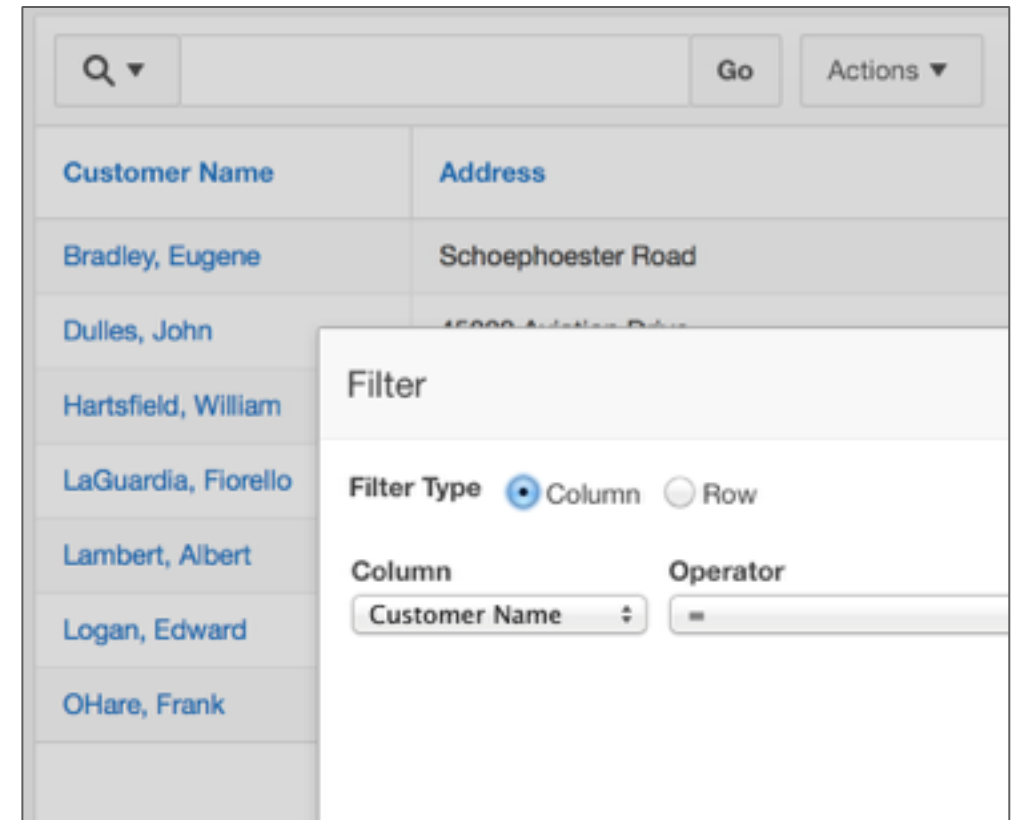 Go Actions
Customer Name Address
Bradley, Eugene Schoephoester Road
Dulles, John
Filter
Hartsfield, William
LaGuardia, Fiorello
Filter Type Column Row
Lambert, Albert
Column Operator
Customer Name =
Logan, Edward
OHare, Frank